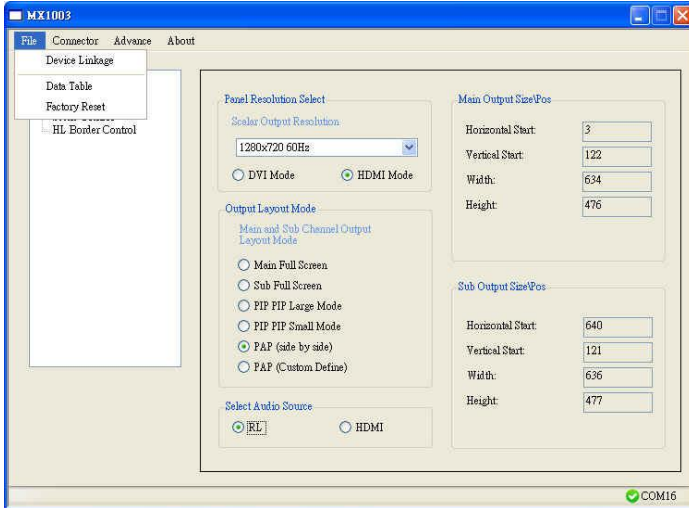 MX1003
File Connector Advance About
Device Linkage
Data Table
Factory Reset
HL Border Control
Panel Resolution Select
Scalar Output Resolution
1280x720 60Hz
DVI Mode HDMI Mode
Output Layout Mode
Main and Sub Channel Output
Layout Mode
Main Full Screen
Sub Full Screen
PIP PIP Large Mode
PIP PIP Small Mode
PAP (side by side)
PAP (Custom Define)
Select Audio Source
RL HDMI
Main Output Size\Pos
Horizontal Start: 3
Vertical Start: 122
Width: 634
Height: 476
Sub Output Size\Pos
Horizontal Start: 640
Vertical Start: 121
Width: 636
Height: 477
COM16